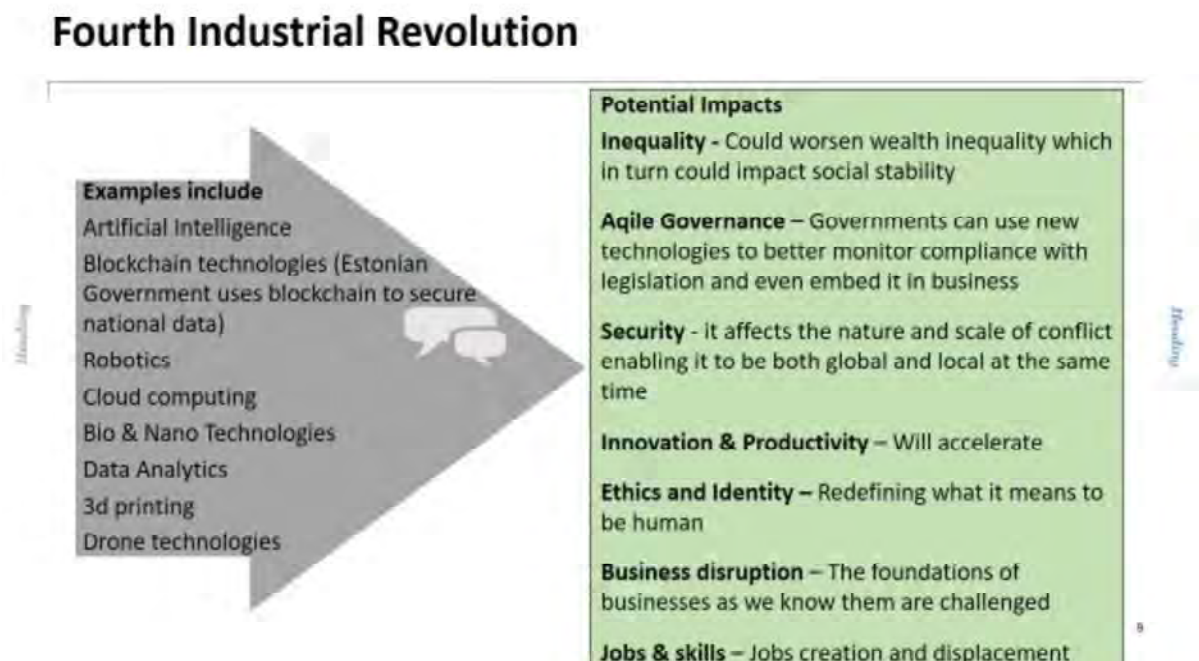 Fourth Industrial Revolution
Examples include
Artificial Intelligence
Blockchain technologies (Estonian
Government uses blockchain to secure
national data)
Robotics
Cloud computing
Bio & Nano Technologies
Data Analytics
3d printing
Drone technologies
Potential Impacts
Inequality - Could worsen wealth inequality which
in turn could impact social stability
Aqile Governance – Governments can use new
technologies to better monitor compliance with
legislation and even embed it in business
Security - it affects the nature and scale of conflict
enabling it to be both global and local at the same
time
Innovation & Productivity – Will accelerate
Ethics and Identity – Redefining what it means to
be human
Business disruption – The foundations of
businesses as we know them are challenged
Jobs & skills – Jobs creation and displacement
Heading
Heading
9